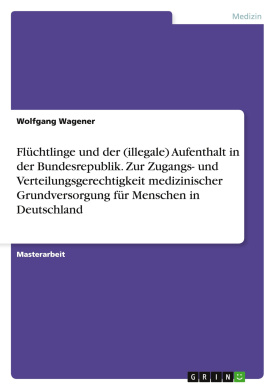 Medizin
Wolfgang Wagener
Flüchtlinge und der (illegale) Aufenthalt in
der Bundesrepublik. Zur Zugangs- und
Verteilungsgerechtigkeit medizinischer
Grundversorgung für Menschen in
Deutschland
Masterarbeit
GRIN